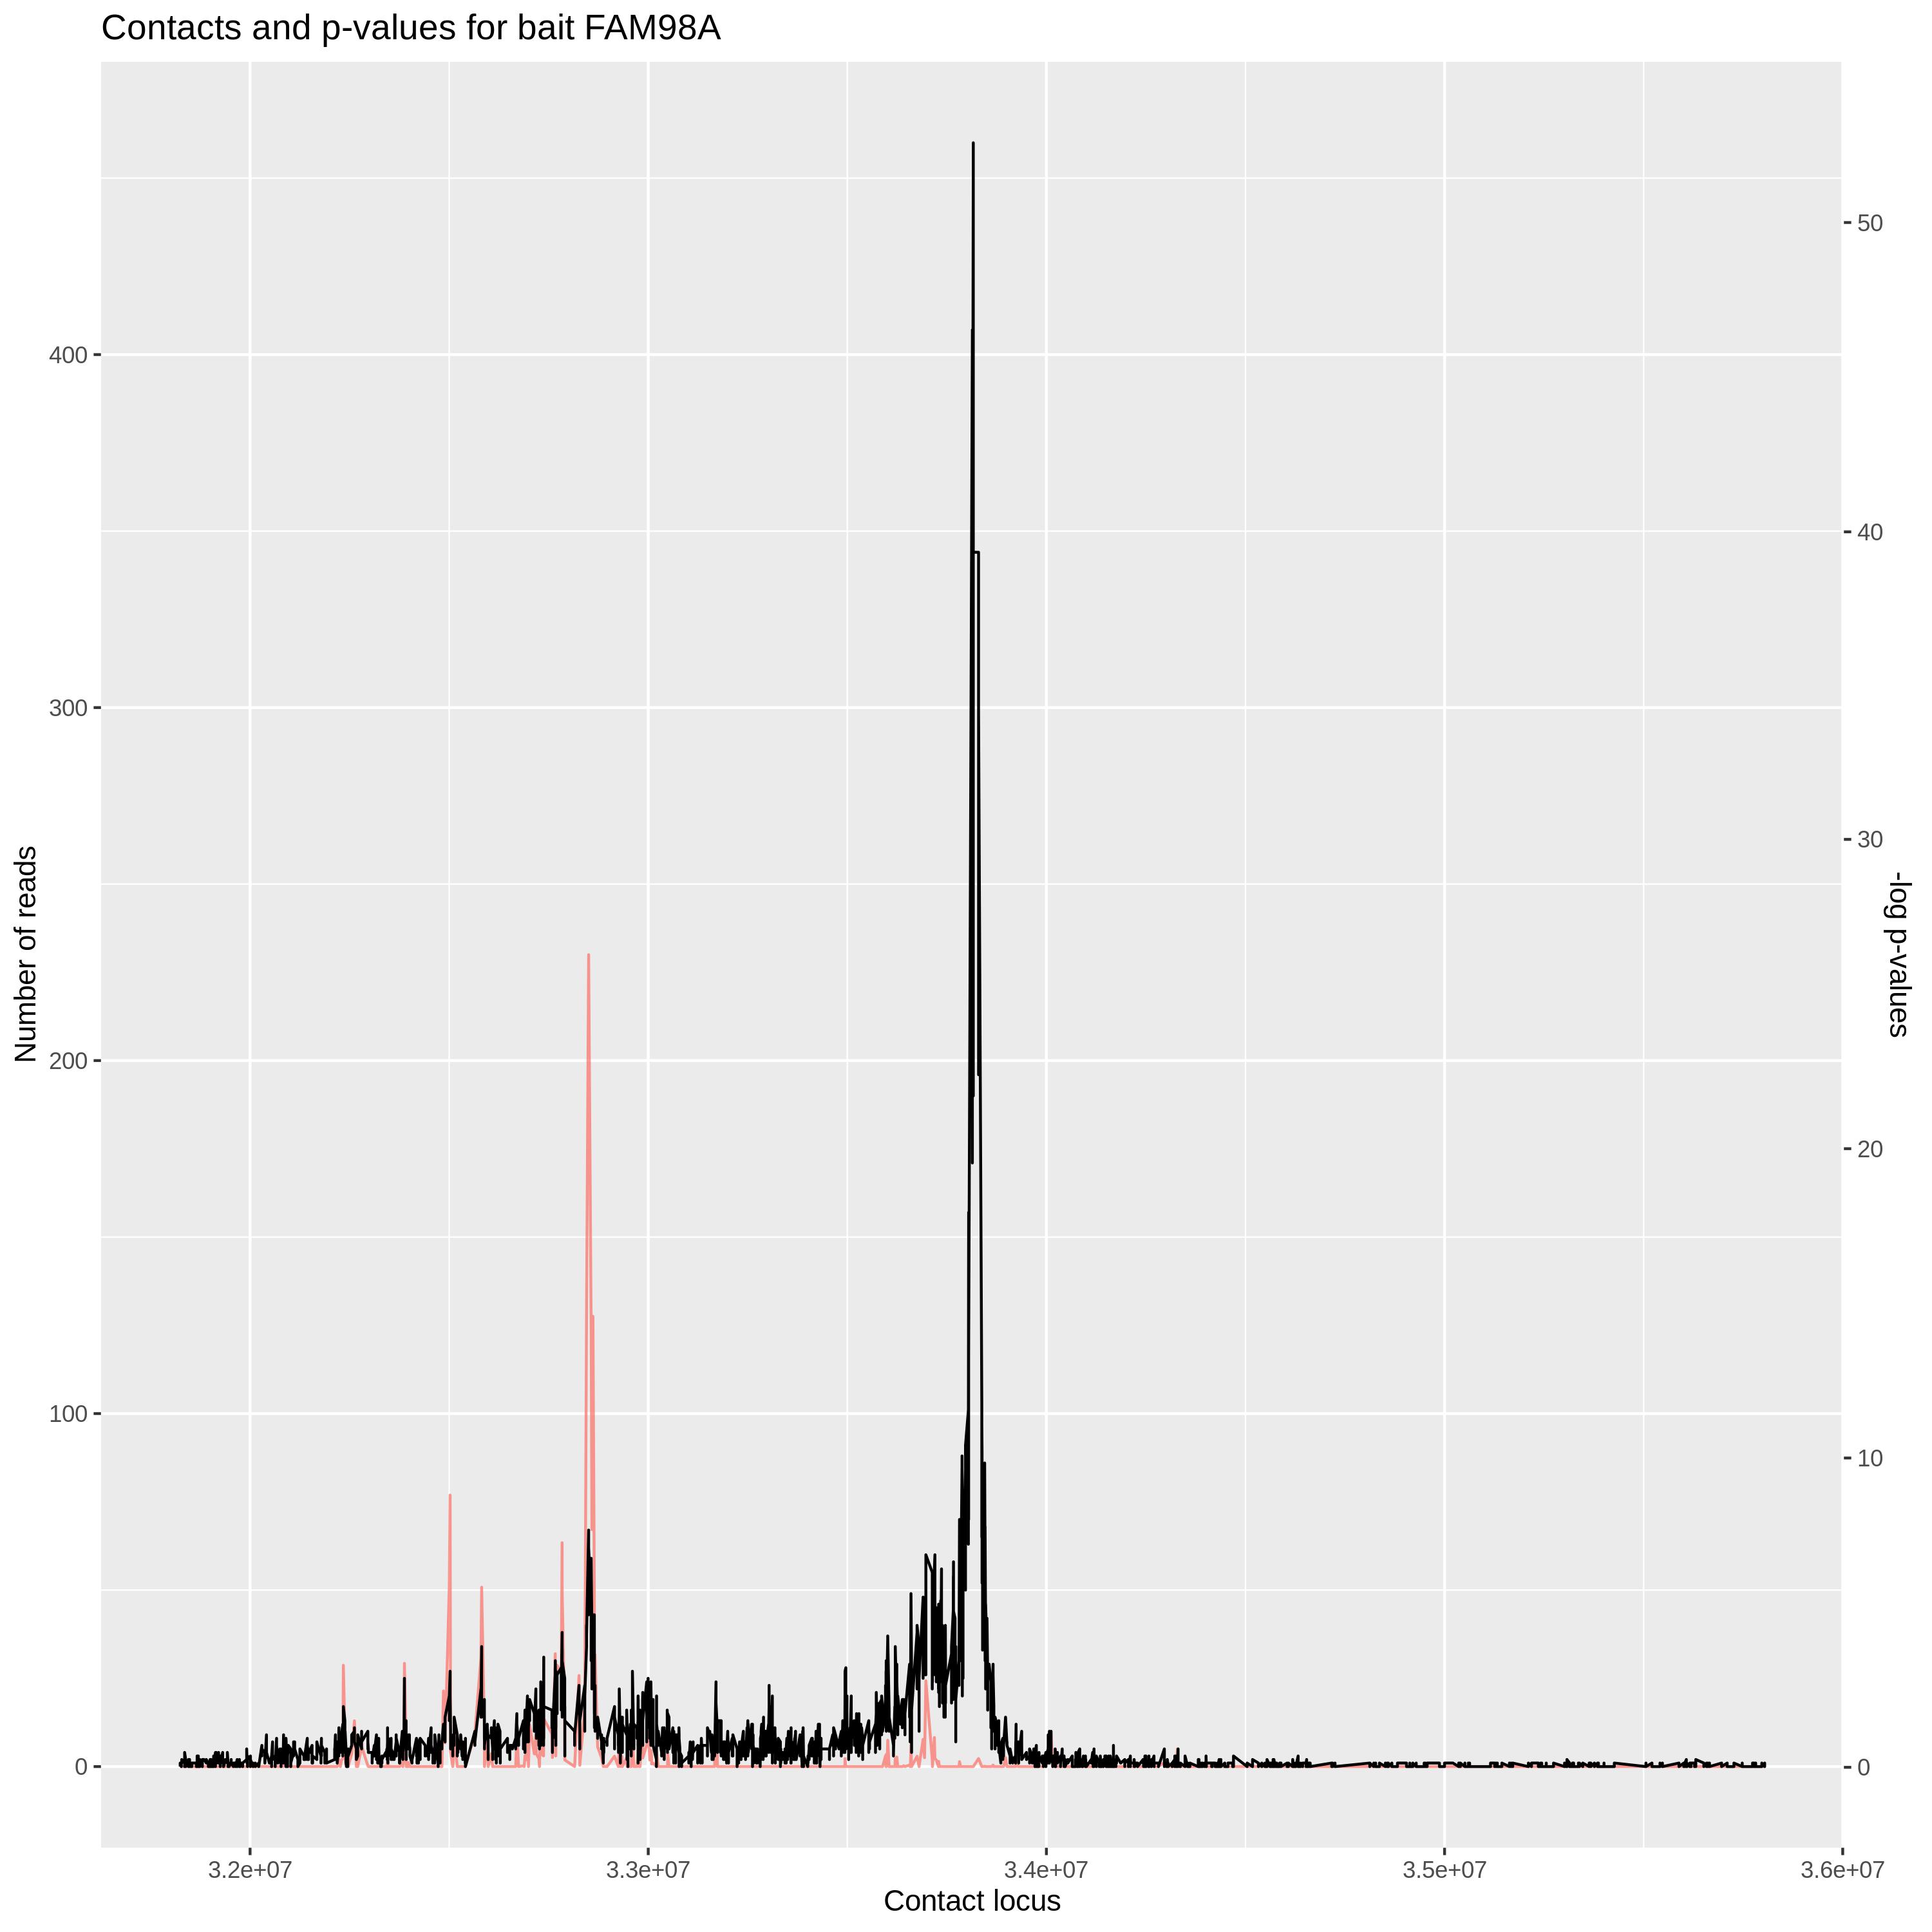 Contacts and p-values for bait FAM98A
Number of reads
400
300
200
100
0
50
40
30
20
10
0
-log p-values
3.2e+07
3.3e+07
3.4e+07
3.5e+07
3.6e+07
Contact locus